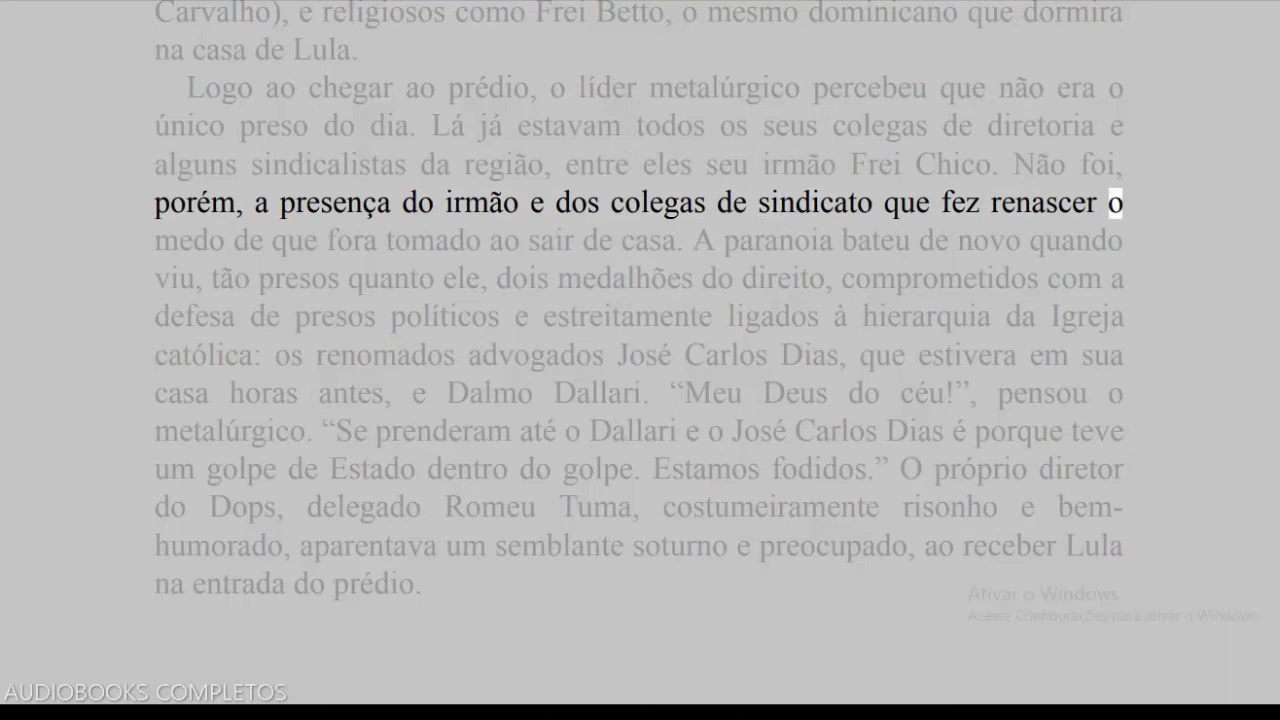 Carvalho), e religiosos como Frei Betto, o mesmo dominicano que dormira
na casa de Lula.
Logo ao chegar ao prédio, o líder metalúrgico percebeu que não era o
único preso do dia. Lá já estavam todos os seus colegas de diretoria e
alguns sindicalistas da região, entre eles seu irmão Frei Chico. Não foi,
porém, a presença do irmão e dos colegas de sindicato que fez renascer o
medo de que fora tomado ao sair de casa. A paranoia bateu de novo quando
viu, tão presos quanto ele, dois medalhões do direito, comprometidos com a
defesa de presos políticos e estreitamente ligados à hierarquia da Igreja
católica: os renomados advogados José Carlos Dias, que estivera em sua
casa horas antes, e Dalmo Dallari. “Meu Deus do céu!”, pensou o
metalúrgico. “Se prenderam até o Dallari e o José Carlos Dias é porque teve
um golpe de Estado dentro do golpe. Estamos fodidos.” O próprio diretor
do Dops, delegado Romeu Tuma, costumeiramente risonho e bem-
humorado, aparentava um semblante soturno e preocupado, ao receber Lula
na entrada do prédio.
Ativar o Windows
Acesse Configurações para ativar o Windows.
AUDIOBOOKS COMPLETOS